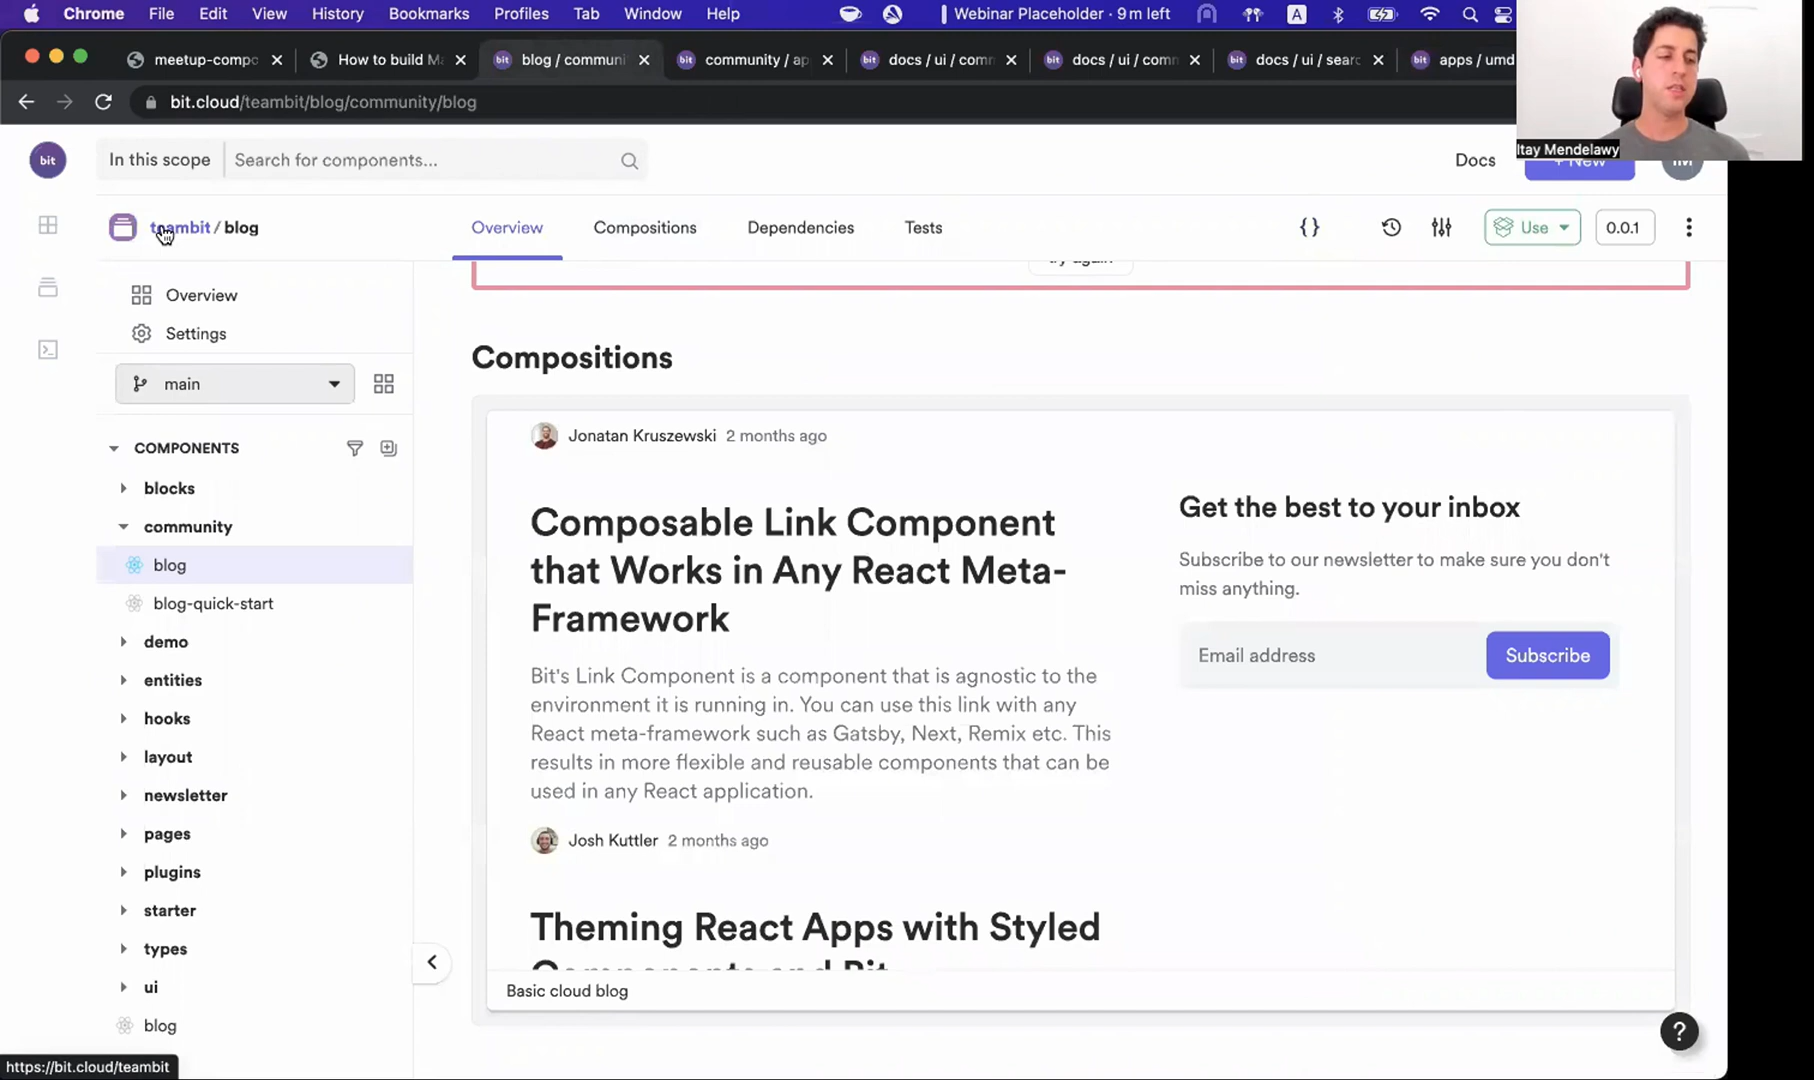 Chrome File Edit View History Bookmarks Profiles Tab Window Help Webinar Placeholder · 9 m left A
meetup-compo How to build Ma blog / communi community / ap docs / ui / com docs / ui / com docs / ui / sear apps / umd
bit.cloud/teambit/blog/community/blog
Itay Mendelawy
bit In this scope Search for components... Docs + New
teambit / blog Overview Compositions Dependencies Tests {} Use 0.0.1
try again
Overview
Settings
main
Compositions
COMPONENTS
blocks
community
blog
blog-quick-start
demo
entities
hooks
layout
newsletter
pages
plugins
starter
types
ui
blog
Jonatan Kruszewski 2 months ago
Composable Link Component
that Works in Any React Meta-
Framework
Bit's Link Component is a component that is agnostic to the
environment it is running in. You can use this link with any
React meta-framework such as Gatsby, Next, Remix etc. This
results in more flexible and reusable components that can be
used in any React application.
Josh Kuttler 2 months ago
Theming React Apps with Styled
Components and Bit
Get the best to your inbox
Subscribe to our newsletter to make sure you don't
miss anything.
Email address Subscribe
Basic cloud blog
?
https://bit.cloud/teambit